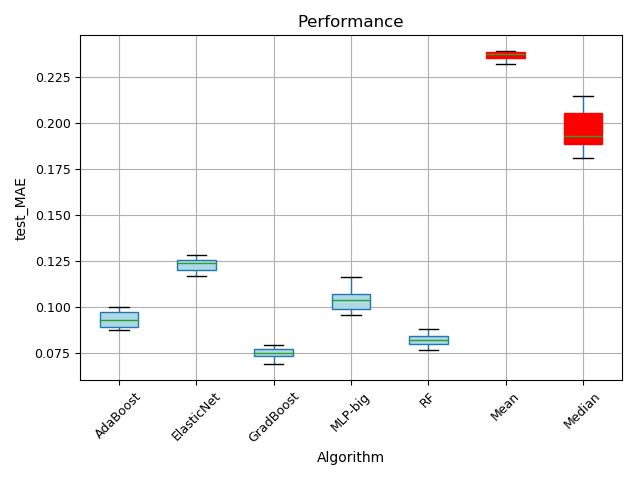 Performance
test_MAE
0.225
0.200
0.175
0.150
0.125
0.100
0.075
AdaBoost
ElasticNet
GradBoost
MLP-big
RF
Mean
Median
Algorithm